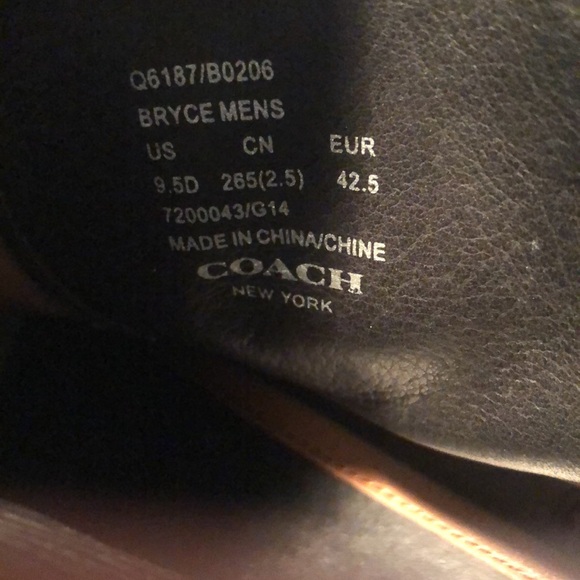 Q6187/B0206
BRYCE MENS
US CN EUR
9.5D 265(2.5) 42.5
7200043/G14
MADE IN CHINA/CHINE
COACH
NEW YORK